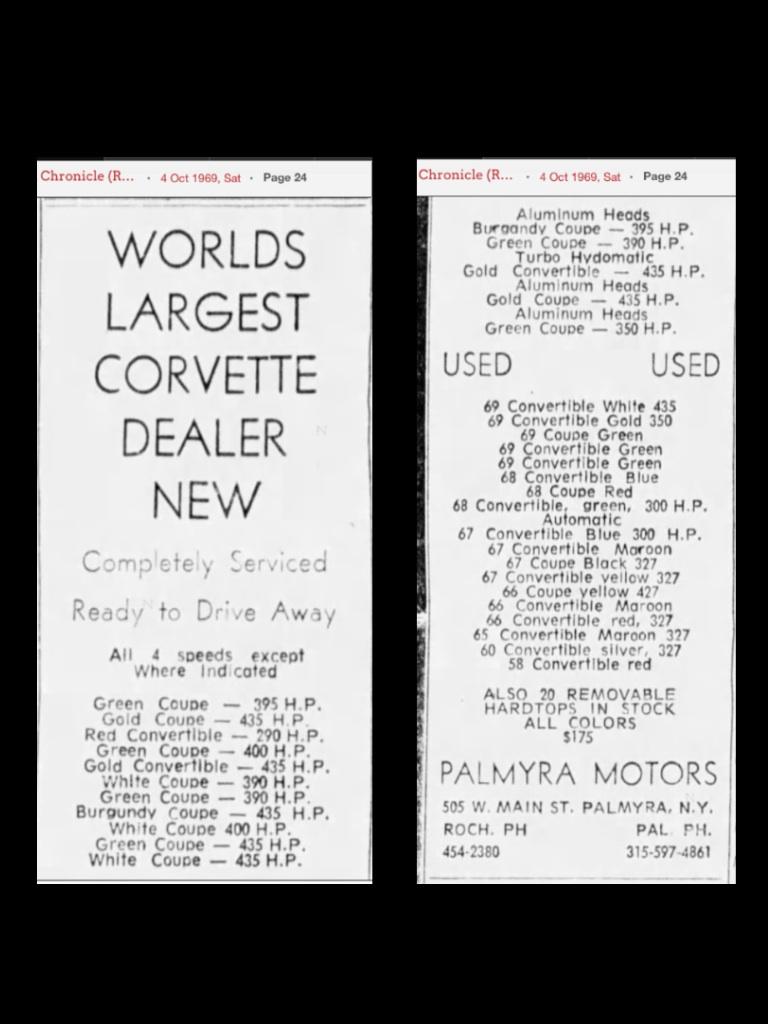 Chronicle (R... · 4 Oct 1969, Sat · Page 24
WORLDS
LARGEST
CORVETTE
DEALER
NEW
Completely Serviced
Ready to Drive Away
All 4 speeds except
Where Indicated
Green Coupe — 395 H.P.
Gold Coupe — 435 H.P.
Red Convertible — 290 H.P.
Green Coupe — 400 H.P.
Gold Convertible — 435 H.P.
White Coupe — 390 H.P.
Green Coupe — 390 H.P.
Burgundy Coupe — 435 H.P.
White Coupe 400 H.P.
Green Coupe — 435 H.P.
White Coupe — 435 H.P.
Chronicle (R... · 4 Oct 1969, Sat · Page 24
Aluminum Heads
Burgandy Coupe — 395 H.P.
Green Coupe — 390 H.P.
Turbo Hydomatic
Gold Convertible — 435 H.P.
Aluminum Heads
Gold Coupe — 435 H.P.
Aluminum Heads
Green Coupe — 350 H.P.
USED USED
69 Convertible White 435
69 Convertible Gold 350
69 Coupe Green
69 Convertible Green
69 Convertible Green
68 Convertible Blue
68 Coupe Red
68 Convertible, green, 300 H.P.
Automatic
67 Convertible Blue 300 H.P.
67 Convertible Maroon
67 Coupe Black 327
67 Convertible yellow 327
66 Coupe yellow 427
66 Convertible Maroon
66 Convertible red, 327
65 Convertible Maroon 327
60 Convertible silver, 327
58 Convertible red
ALSO 20 REMOVABLE
HARDTOPS IN STOCK
ALL COLORS
$175
PALMYRA MOTORS
505 W. MAIN ST. PALMYRA, N.Y.
ROCH. PH PAL. PH.
454-2380 315-597-4861